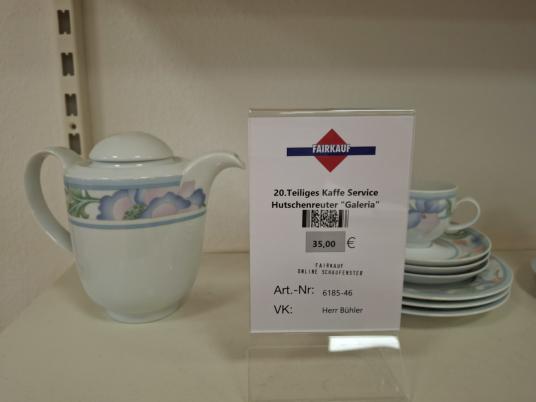 FAIRKAUF
20.Teiliges Kaffe Service
Hutschenreuter "Galeria"
35,00 €
FAIRKAUF
ONLINE SCHAUFENSTER
Art.-Nr: 6185-46
VK: Herr Bühler